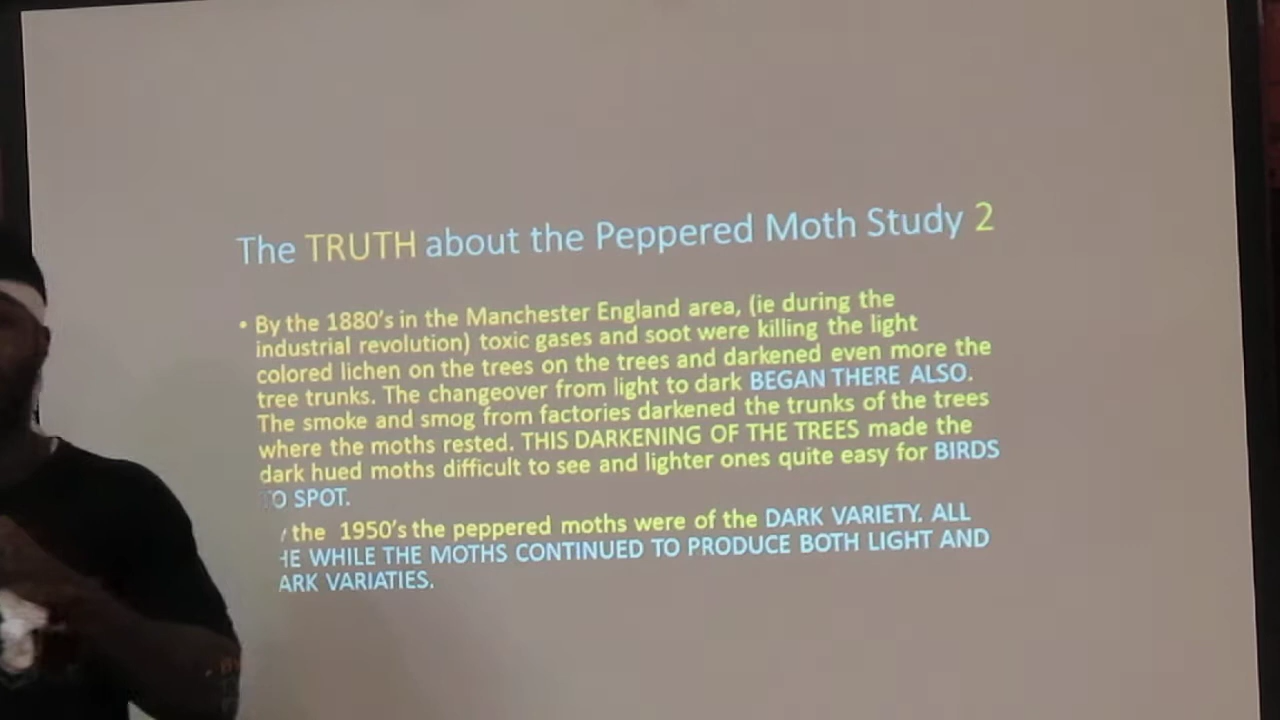 The TRUTH about the Peppered Moth Study 2
• By the 1880's in the Manchester England area, (ie during the
industrial revolution) toxic gases and soot were killing the light
colored lichen on the trees on the trees and darkened even more the
tree trunks. The changeover from light to dark BEGAN THERE ALSO.
The smoke and smog from factories darkened the trunks of the trees
where the moths rested. THIS DARKENING OF THE TREES made the
dark hued moths difficult to see and lighter ones quite easy for BIRDS
TO SPOT.
the 1950's the peppered moths were of the DARK VARIETY. ALL
HE WHILE THE MOTHS CONTINUED TO PRODUCE BOTH LIGHT AND
ARK VARIATIES.